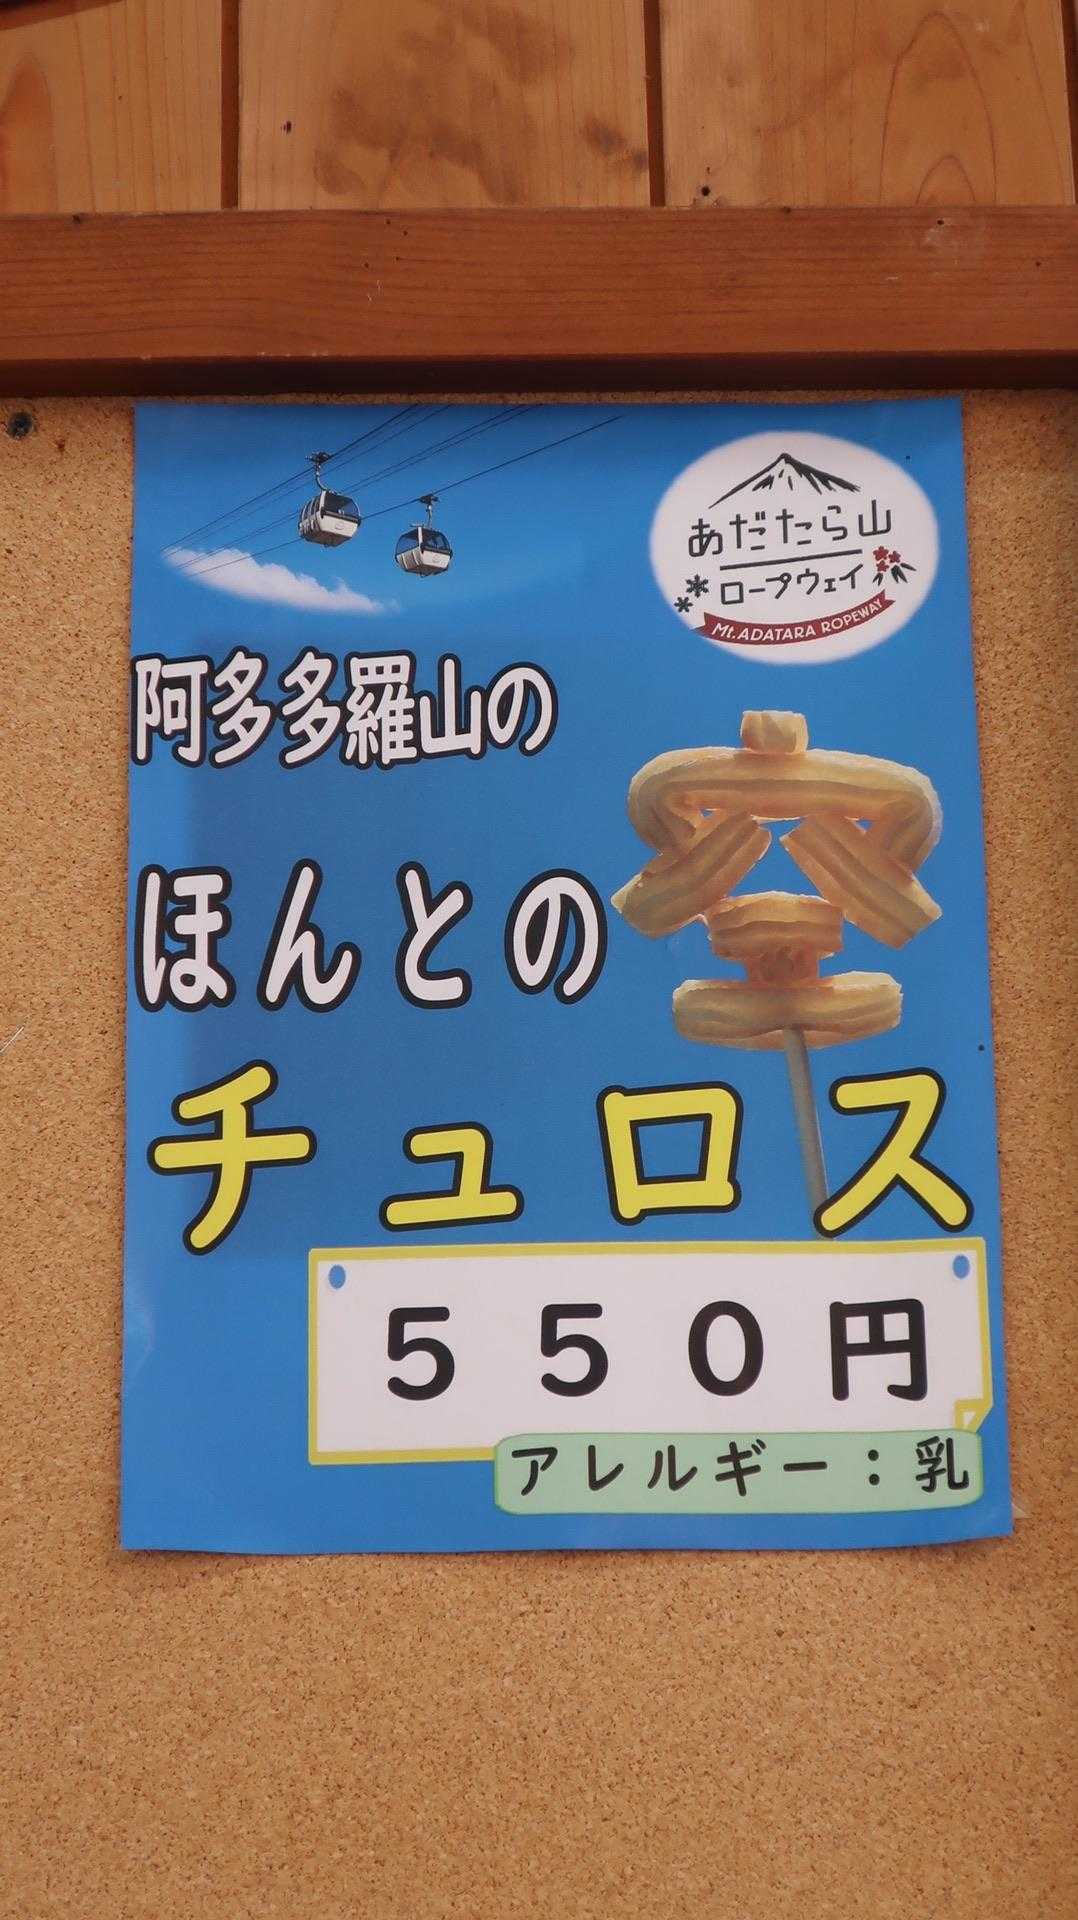 あだたら山
ロープウェイ
Mt.ADATARA ROPEWAY
阿多多羅山の
ほんとの
空
チュロス
５５０円
アレルギー：乳